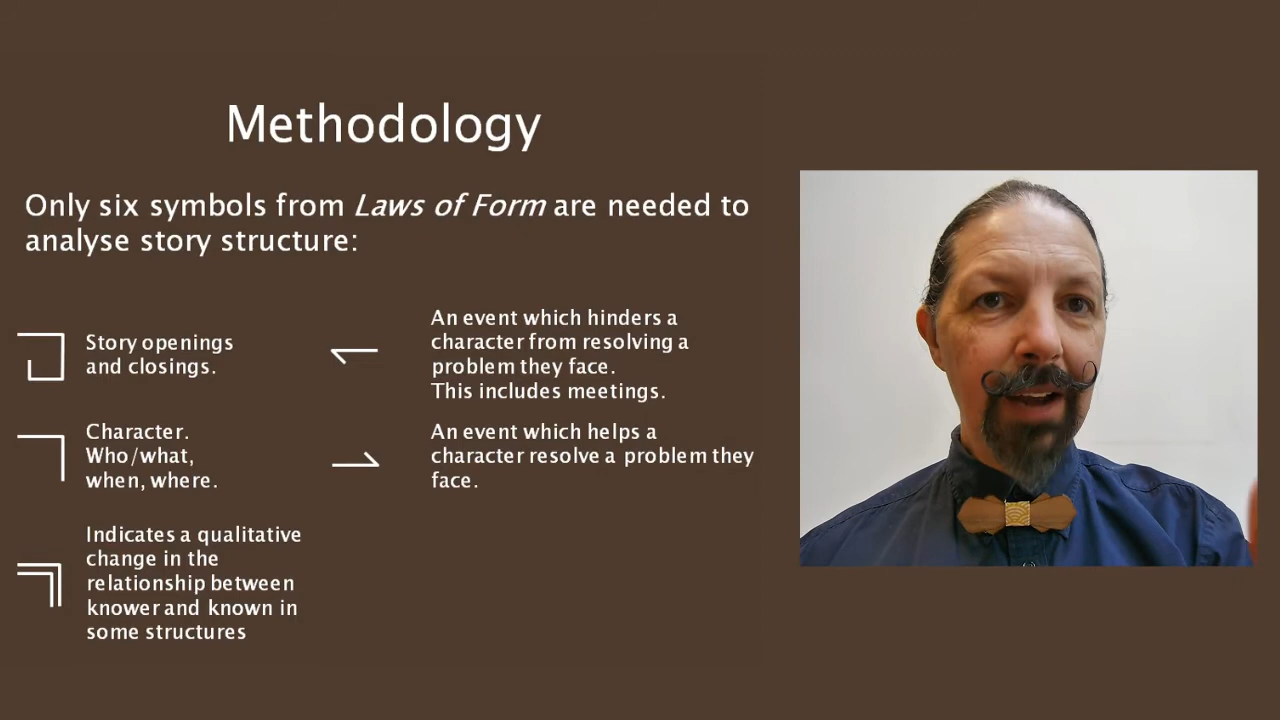 Methodology
Only six symbols from Laws of Form are needed to
analyse story structure:
Story openings
and closings.
Character.
Who/what,
when, where.
Indicates a qualitative
change in the
relationship between
knower and known in
some structures
An event which hinders a
character from resolving a
problem they face.
This includes meetings.
An event which helps a
character resolve a problem they
face.